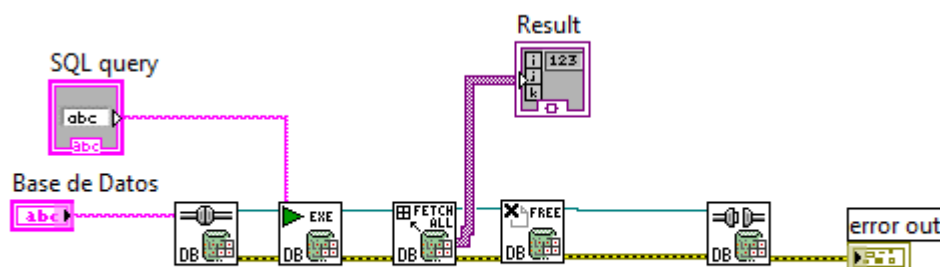 Result
i 123
j
k
SQL query
abc
abc
Base de Datos
abc
EXE
FETCH
ALL
FREE
DB
DB
DB
DB
DB
error out